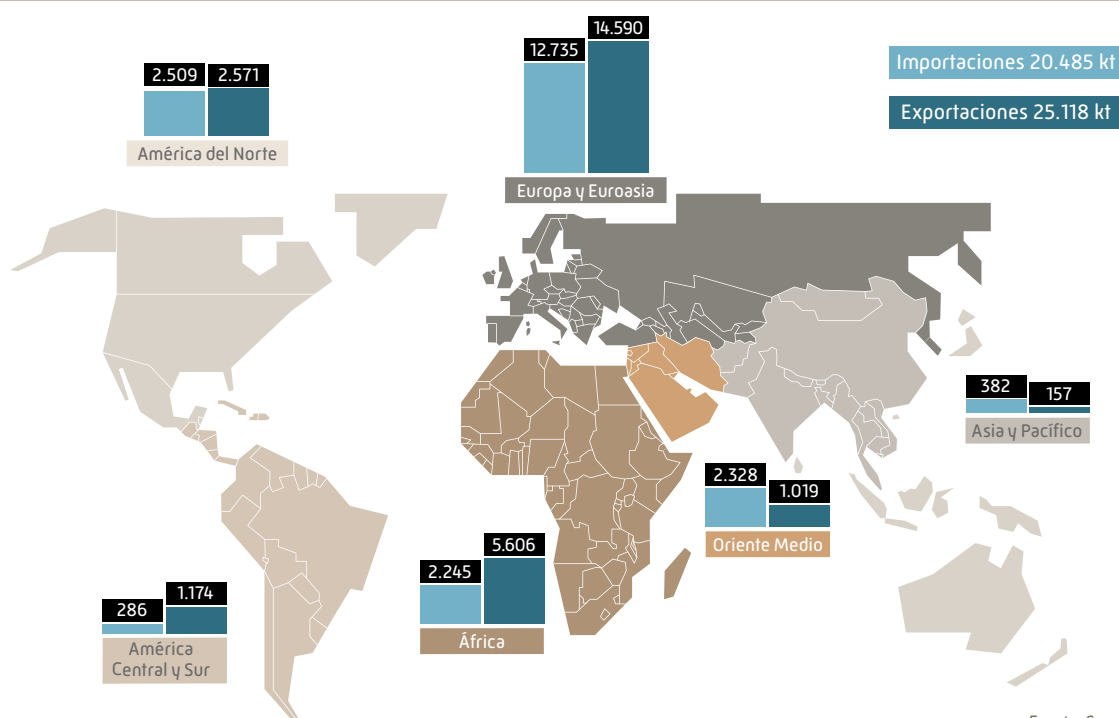 14.590
12.735
Importaciones 20.485 kt
2.509 2.571
Exportaciones 25.118 kt
América del Norte
Europa y Euroasia
382 157
Asia y Pacífico
2.328 1.019
Oriente Medio
5.606
2.245
África
1.174
286
América
Central y Sur